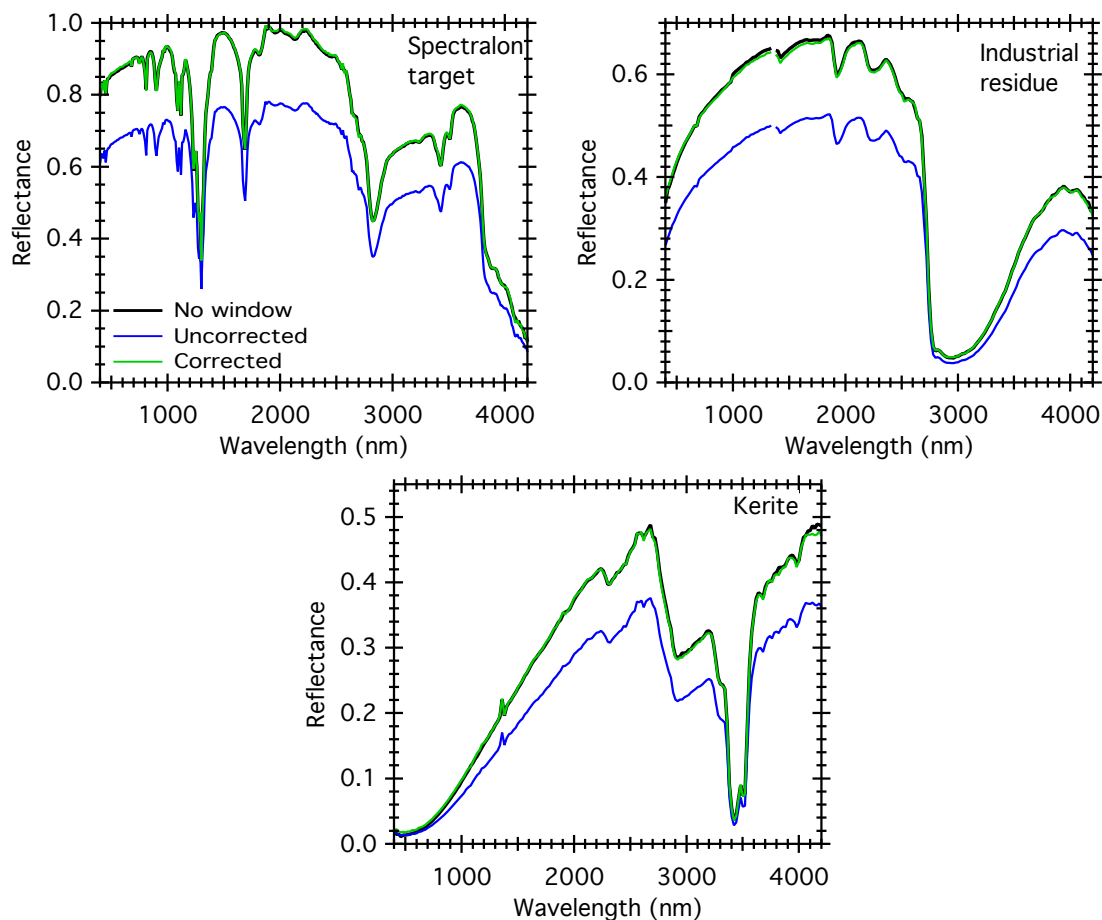 1.0
0.8
0.6
0.4
0.2
0.0
Reflectance
Spectralon
target
No window
Uncorrected
Corrected
1000
2000
3000
4000
Wavelength (nm)
0.6
0.4
0.2
0.0
Reflectance
Industrial
residue
1000
2000
3000
4000
Wavelength (nm)
0.5
0.4
0.3
0.2
0.1
0.0
Reflectance
Kerite
1000
2000
3000
4000
Wavelength (nm)